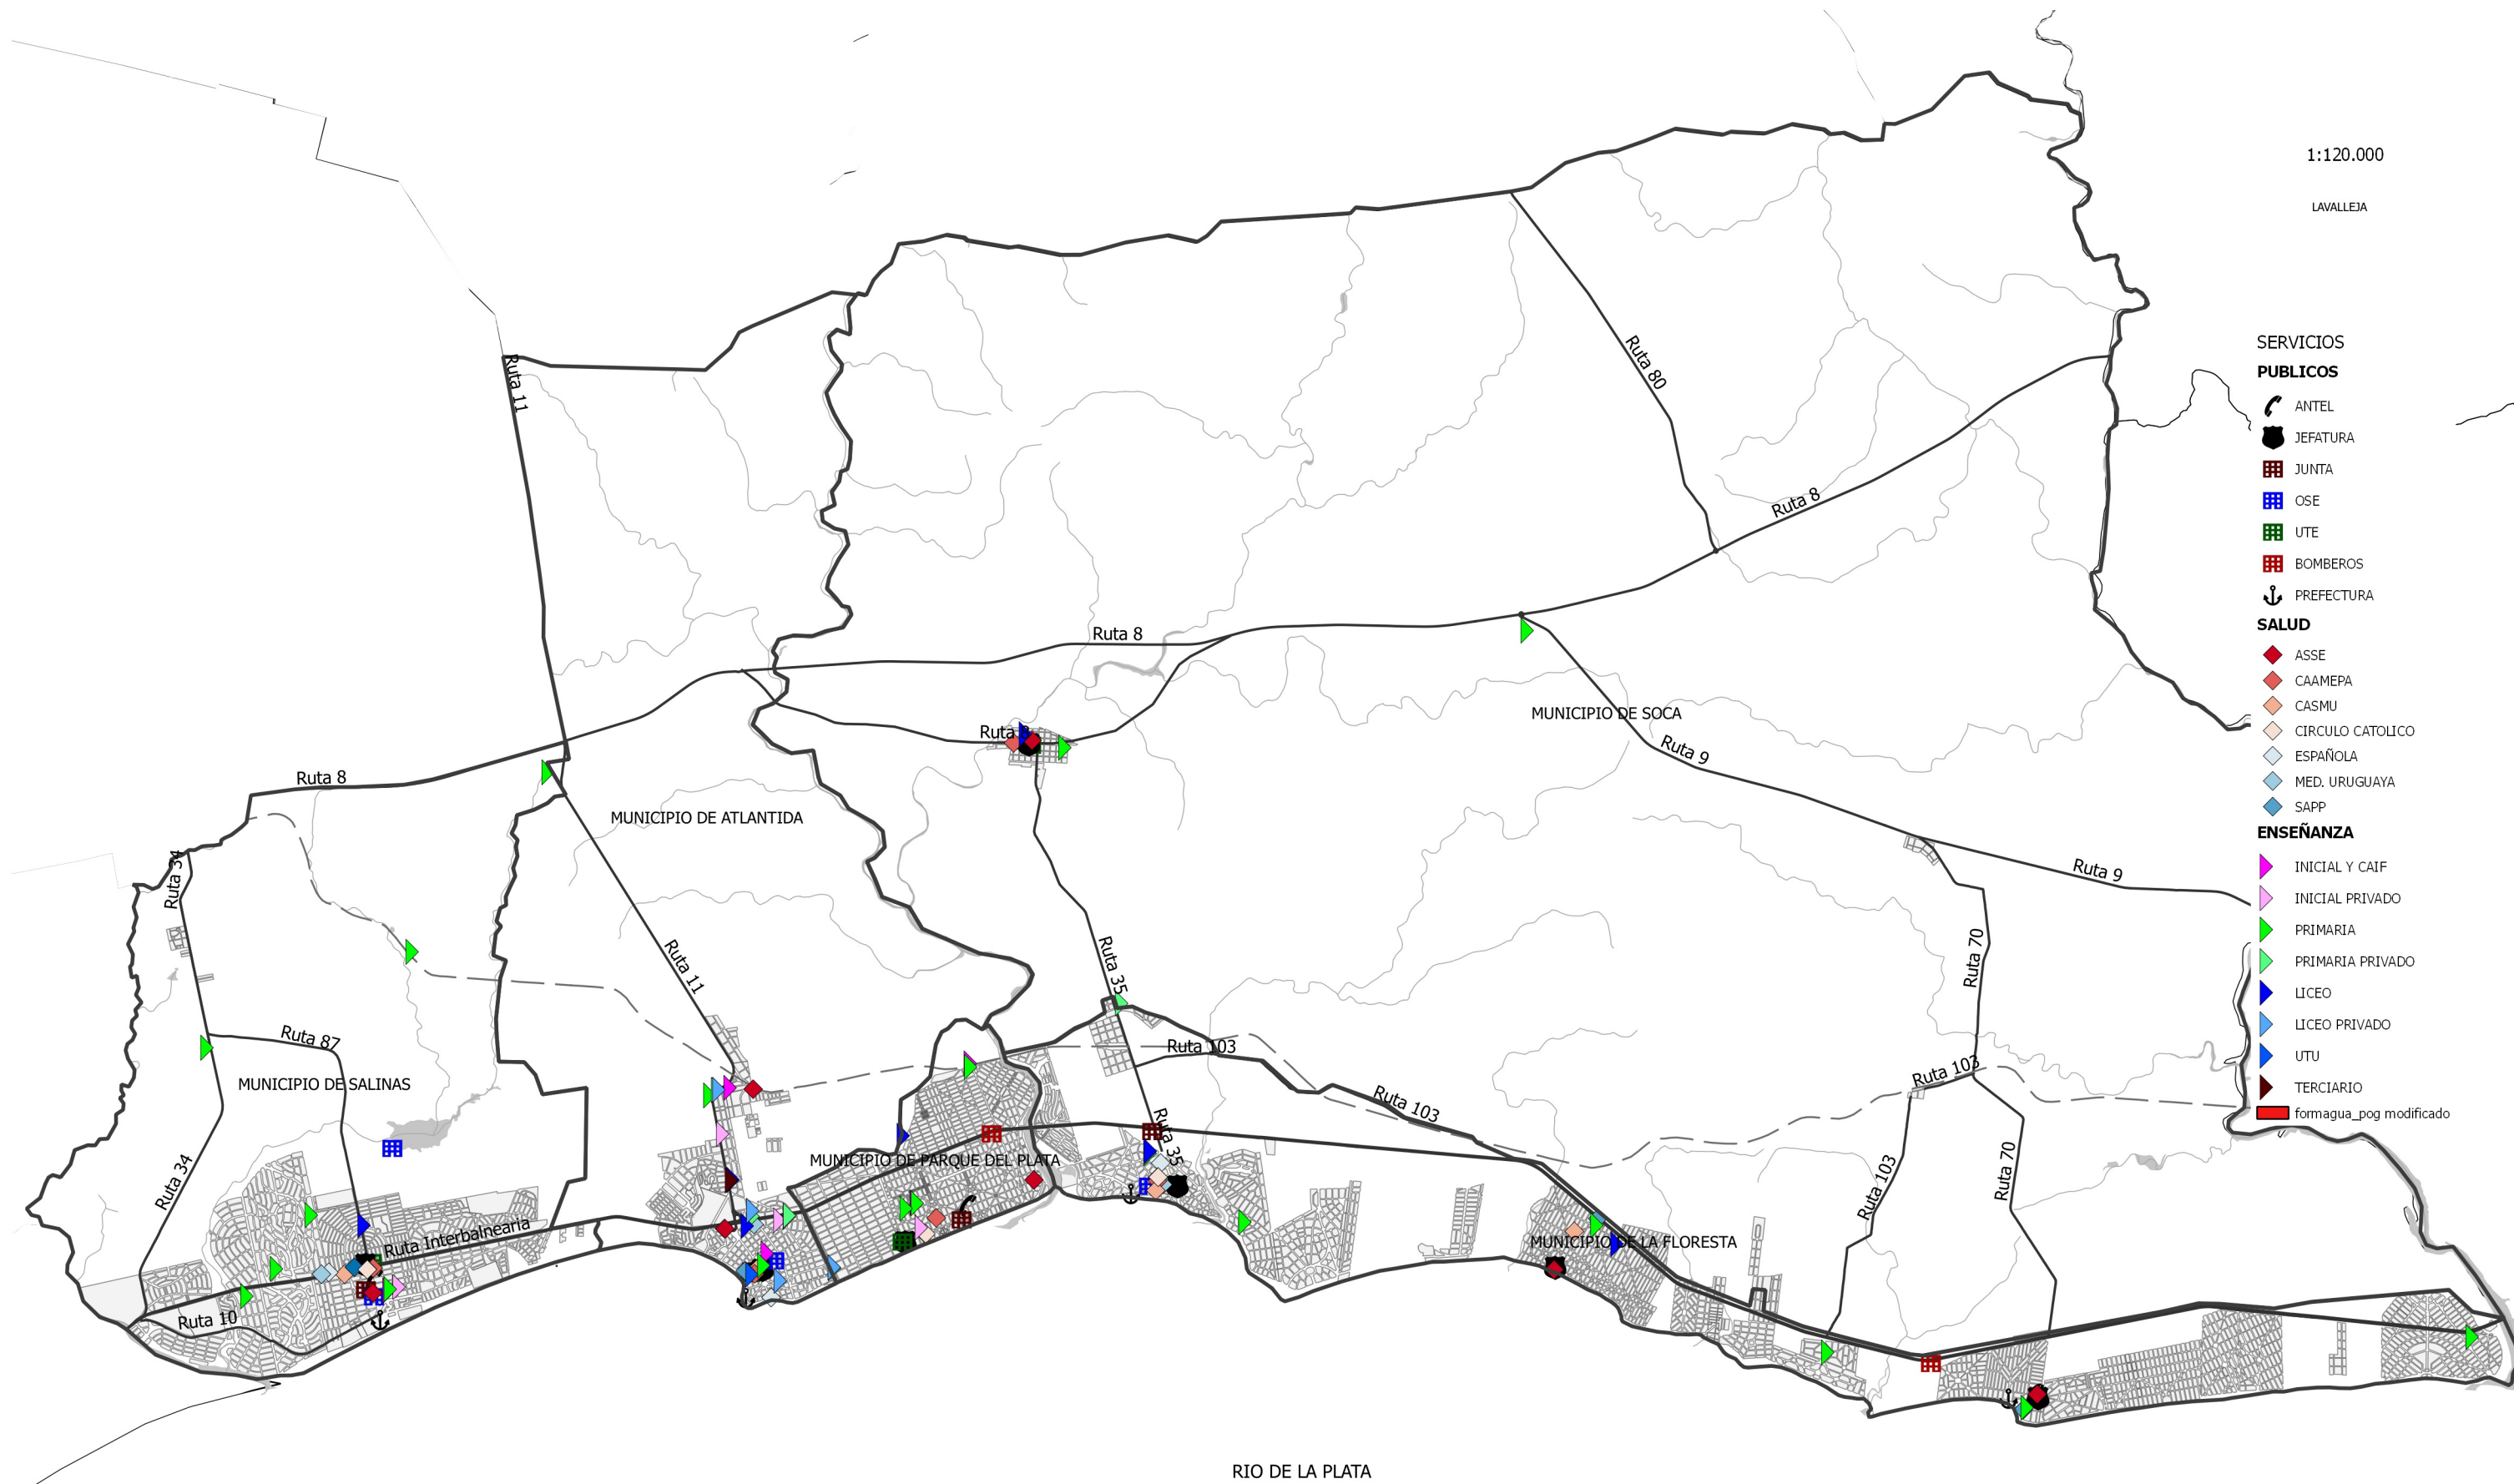 1:120.000
LAVALLEJA
Ruta 11
Ruta 80
Ruta 8
Ruta 8
Ruta 8
Ruta 8
MUNICIPIO DE SOCA
Ruta 9
Ruta 9
MUNICIPIO DE ATLANTIDA
Ruta 34
Ruta 11
Ruta 35
Ruta 70
Ruta 87
MUNICIPIO DE SALINAS
Ruta 103
Ruta 103
Ruta 103
Ruta 35
MUNICIPIO DE PARQUE DEL PLATA
Ruta 34
Ruta 103
Ruta 70
Ruta Interbalnearia
MUNICIPIO DE LA FLORESTA
Ruta 10
RIO DE LA PLATA
SERVICIOS
PUBLICOS
ANTEL
JEFATURA
JUNTA
OSE
UTE
BOMBEROS
PREFECTURA
SALUD
ASSE
CAAMEPA
CASMU
CIRCULO CATOLICO
ESPAÑOLA
MED. URUGUAYA
SAPP
ENSEÑANZA
INICIAL Y CAIF
INICIAL PRIVADO
PRIMARIA
PRIMARIA PRIVADO
LICEO
LICEO PRIVADO
UTU
TERCIARIO
formagua_pog modificado